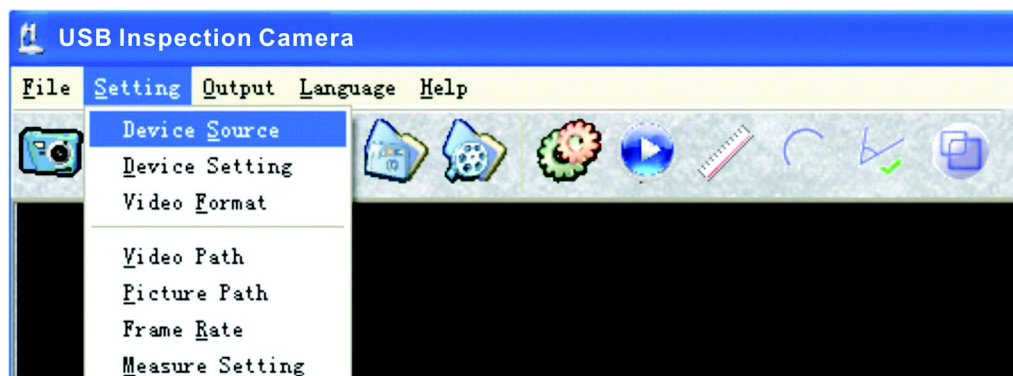 USB Inspection Camera
File Setting Output Language Help
Device Source
Device Setting
Video Format
Video Path
Picture Path
Frame Rate
Measure Setting